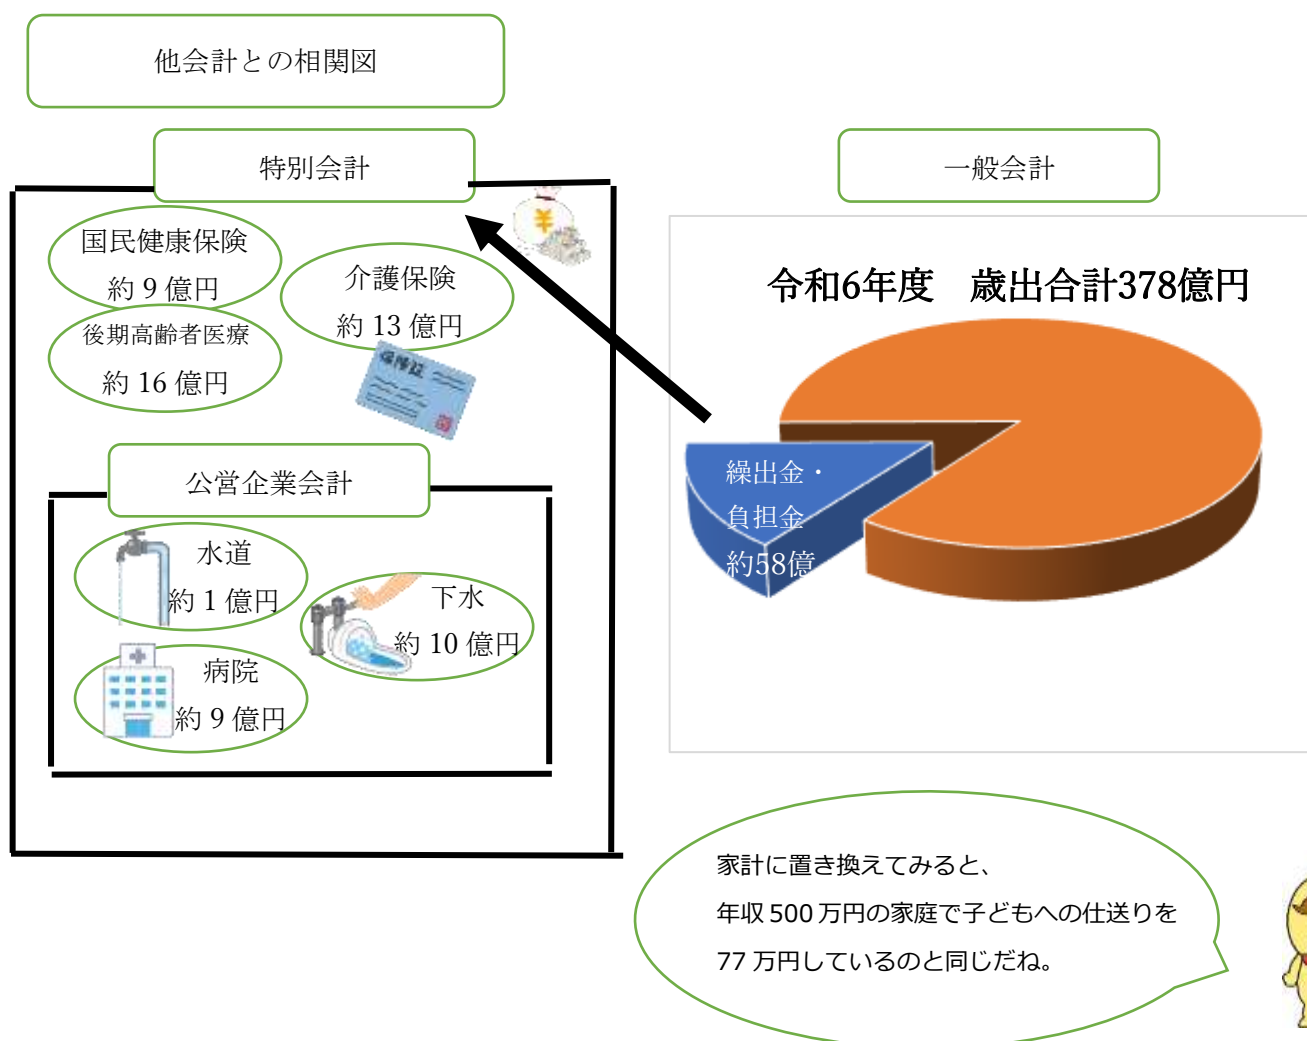 他会計との相関図
特別会計
一般会計
国民健康保険
約 9 億円
介護保険
約 13 億円
後期高齢者医療
約 16 億円
保険証
公営企業会計
水道
約 1 億円
下水
約 10 億円
病院
約 9 億円
令和6年度 歳出合計378億円
繰出金・
負担金
約58億
家計に置き換えてみると、
年収 500 万円の家庭で子どもへの仕送りを
77 万円しているのと同じだね。